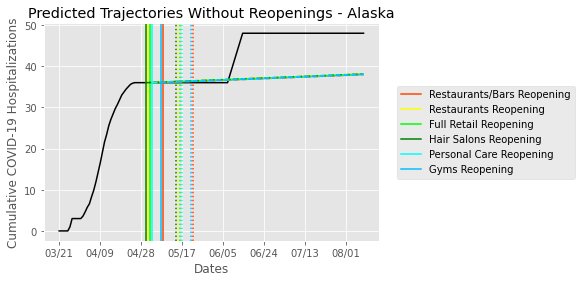 Predicted Trajectories Without Reopenings - Alaska
Cumulative COVID-19 Hospitalizations
50
40
30
20
10
0
03/21 04/09 04/28 05/17 06/05 06/24 07/13 08/01
Dates
Restaurants/Bars Reopening
Restaurants Reopening
Full Retail Reopening
Hair Salons Reopening
Personal Care Reopening
Gyms Reopening